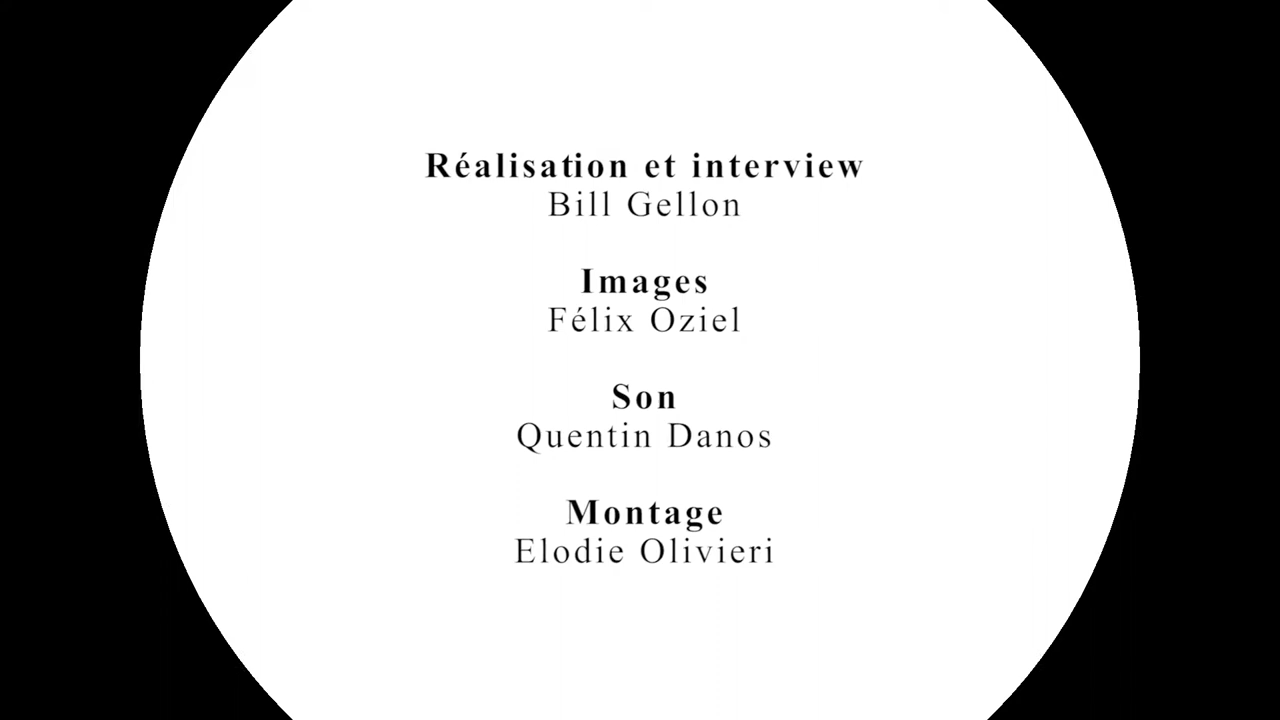 Réalisation et interview
Bill Gellon
Images
Félix Oziel
Son
Quentin Danos
Montage
Elodie Olivieri